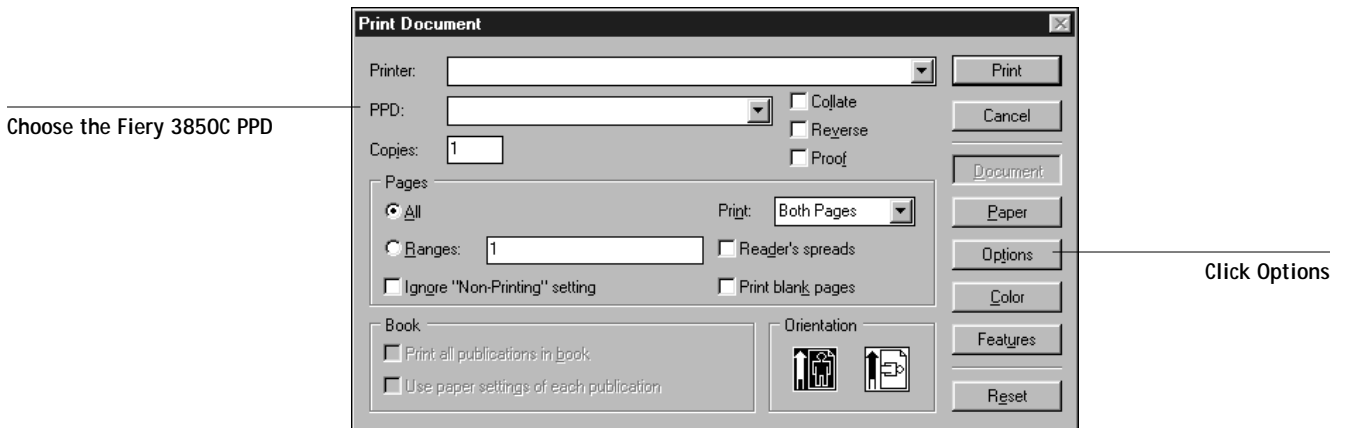 Print Document
Printer:
Print
PPD:
Collate
Cancel
Choose the Fiery 3850C PPD
Reverse
Copies:
1
Proof
Document
Pages
All
Print:
Both Pages
Paper
Ranges:
1
Reader's spreads
Options
Click Options
Ignore "Non-Printing" setting
Print blank pages
Color
Book
Orientation
Features
Print all publications in book
Use paper settings of each publication
Reset